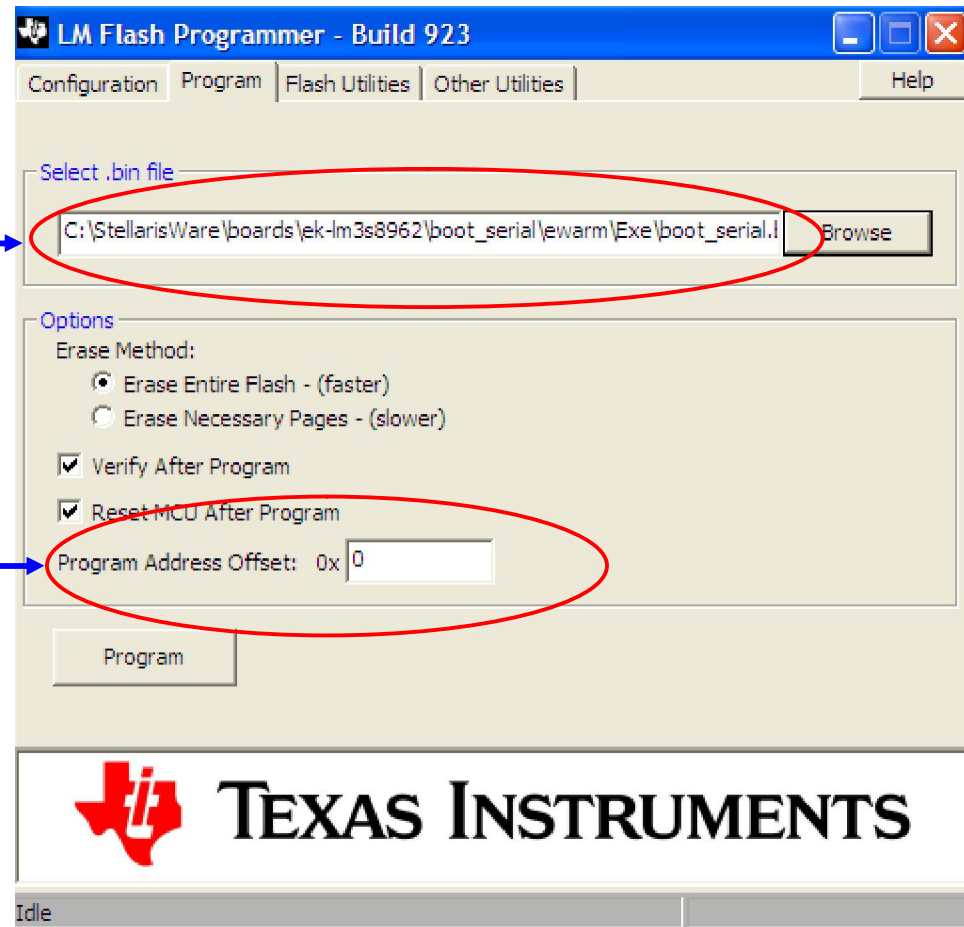 LM Flash Programmer - Build 923
Configuration Program Flash Utilities Other Utilities Help
Select .bin file
C:\StellarisWare\boards\ek-lm3s8962\boot_serial\ewarm\Exe\boot_serial.b Browse
Options
Erase Method:
Erase Entire Flash - (faster)
Erase Necessary Pages - (slower)
Verify After Program
Reset MCU After Program
Program Address Offset: 0x 0
Program
ti TEXAS INSTRUMENTS
Idle